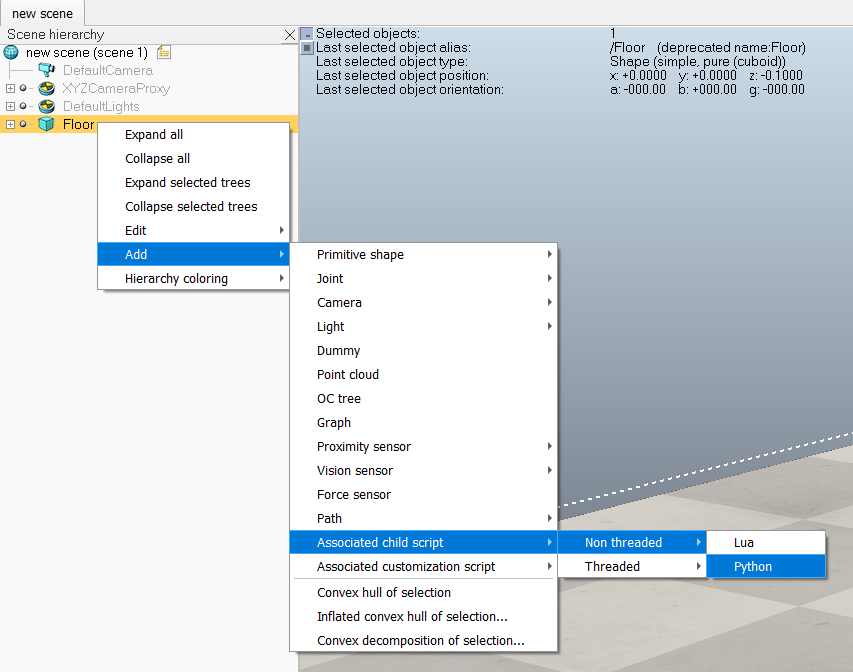 new scene
Scene hierarchy
new scene (scene 1)
DefaultCamera
XYZCameraProxy
DefaultLights
Floor
Selected objects: 1
Last selected object alias: /Floor (deprecated name:Floor)
Last selected object type: Shape (simple, pure (cuboid))
Last selected object position: x: +0.0000 y: +0.0000 z: -0.1000
Last selected object orientation: a: -000.00 b: +000.00 g: -000.00
Expand all
Collapse all
Expand selected trees
Collapse selected trees
Edit
Add
Hierarchy coloring
Primitive shape
Joint
Camera
Light
Dummy
Point cloud
OC tree
Graph
Proximity sensor
Vision sensor
Force sensor
Path
Associated child script
Associated customization script
Convex hull of selection
Inflated convex hull of selection...
Convex decomposition of selection...
Non threaded
Threaded
Lua
Python